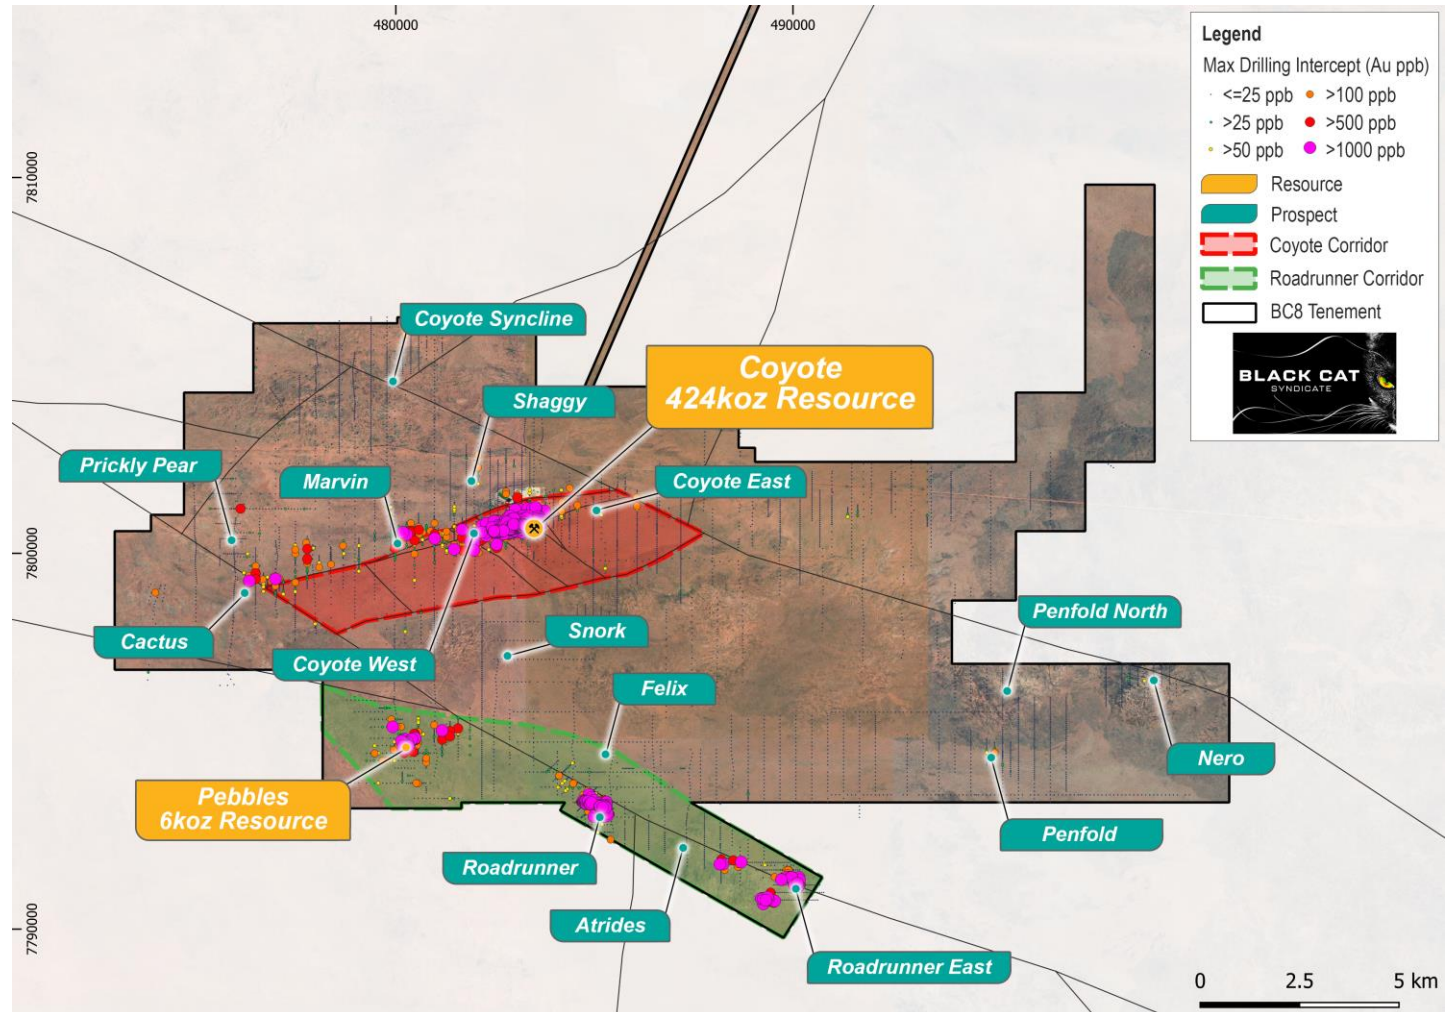 480000
490000
7810000
7800000
7790000
Legend
Max Drilling Intercept (Au ppb)
<=25 ppb
>100 ppb
>25 ppb
>500 ppb
>50 ppb
>1000 ppb
Resource
Prospect
Coyote Corridor
Roadrunner Corridor
BC8 Tenement
BLACK CAT
SYNDICATE
Coyote Syncline
Coyote
424koz Resource
Shaggy
Prickly Pear
Marvin
Coyote East
Cactus
Coyote West
Snork
Penfold North
Felix
Nero
Pebbles
6koz Resource
Penfold
Roadrunner
Atrides
Roadrunner East
0 2.5 5 km